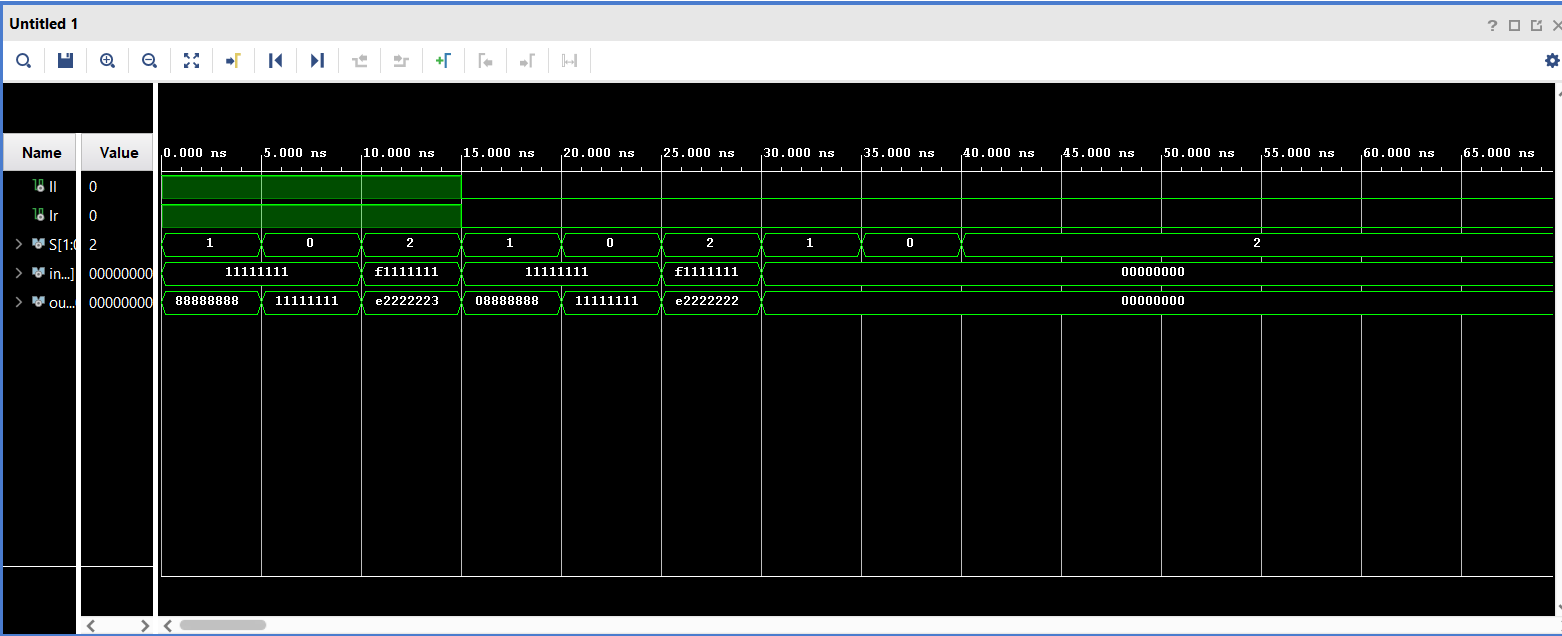 Untitled 1
Name Value
0.000 ns 5.000 ns 10.000 ns 15.000 ns 20.000 ns 25.000 ns 30.000 ns 35.000 ns 40.000 ns 45.000 ns 50.000 ns 55.000 ns 60.000 ns 65.000 ns
Il 0
Ir 0
S[1:0 2 1 0 2 1 0 2 1 0 2
in...] 00000000 11111111 f1111111 11111111 f1111111 00000000
ou... 00000000 88888888 11111111 e2222223 08888888 11111111 e2222222 00000000